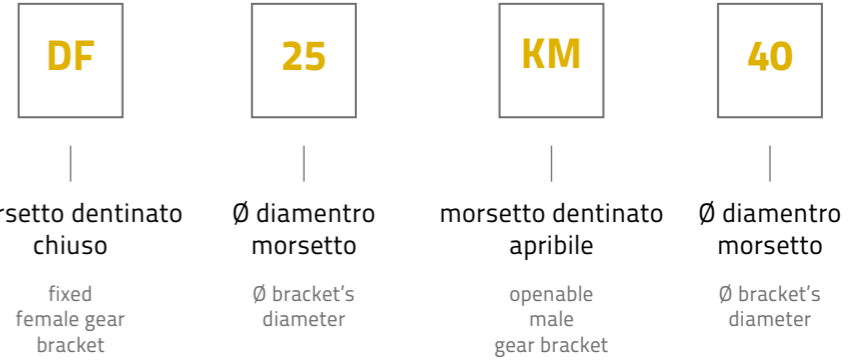 DF
25
KM
40
rsetto dentinato
chiuso
Ø diamentro
morsetto
morsetto dentinato
apribile
Ø diamentro
morsetto
fixed
female gear
bracket
Ø bracket's
diameter
openable
male
gear bracket
Ø bracket's
diameter